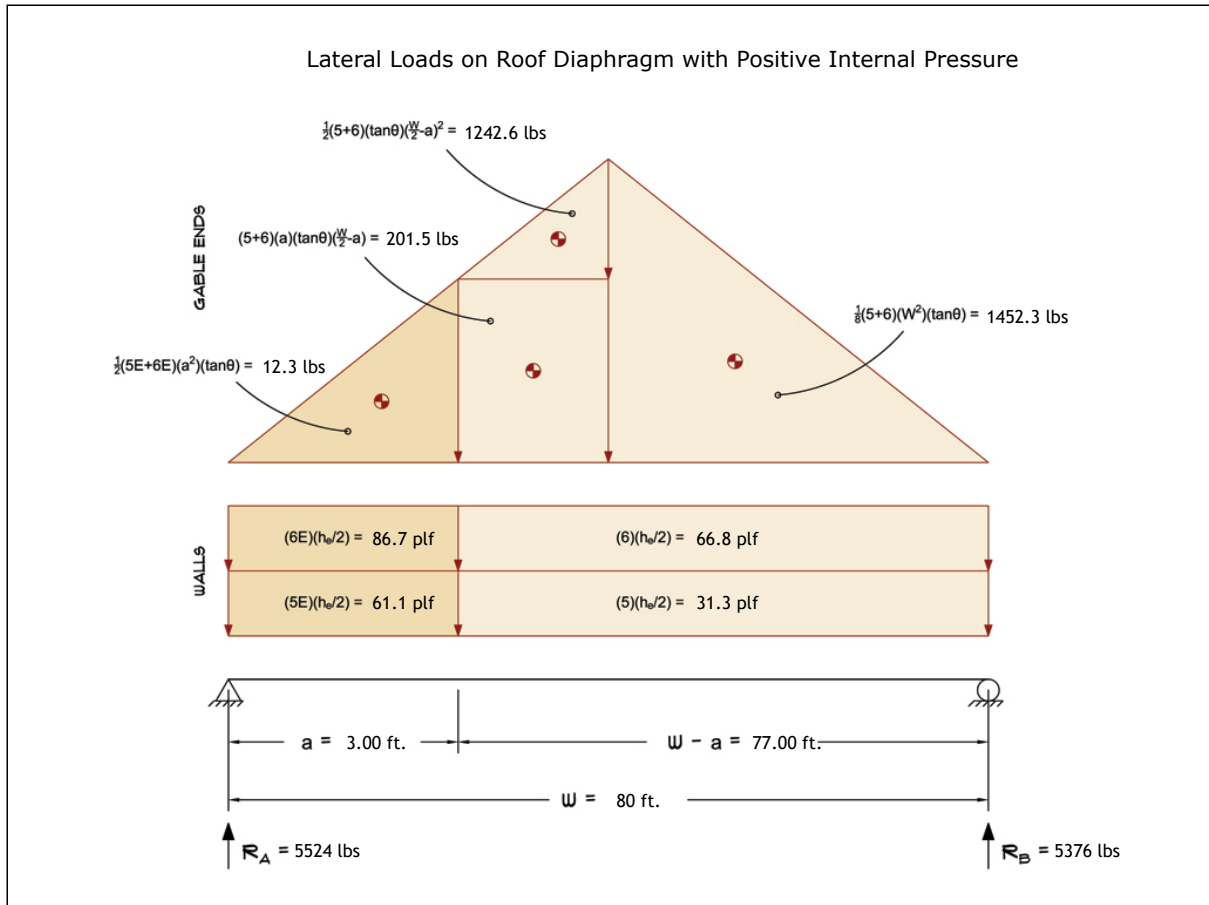 Lateral Loads on Roof Diaphragm with Positive Internal Pressure
½(5+6)(tanθ)(W/2-a)² = 1242.6 lbs
GABLE ENDS
(5+6)(a)(tanθ)(W/2-a) = 201.5 lbs
⅛(5+6)(W²)(tanθ) = 1452.3 lbs
½(5E+6E)(a²)(tanθ) = 12.3 lbs
WALLS
(6E)(hₑ/2) = 86.7 plf
(6)(hₑ/2) = 66.8 plf
(5E)(hₑ/2) = 61.1 plf
(5)(hₑ/2) = 31.3 plf
a = 3.00 ft.
W - a = 77.00 ft.
W = 80 ft.
R_A = 5524 lbs
R_B = 5376 lbs